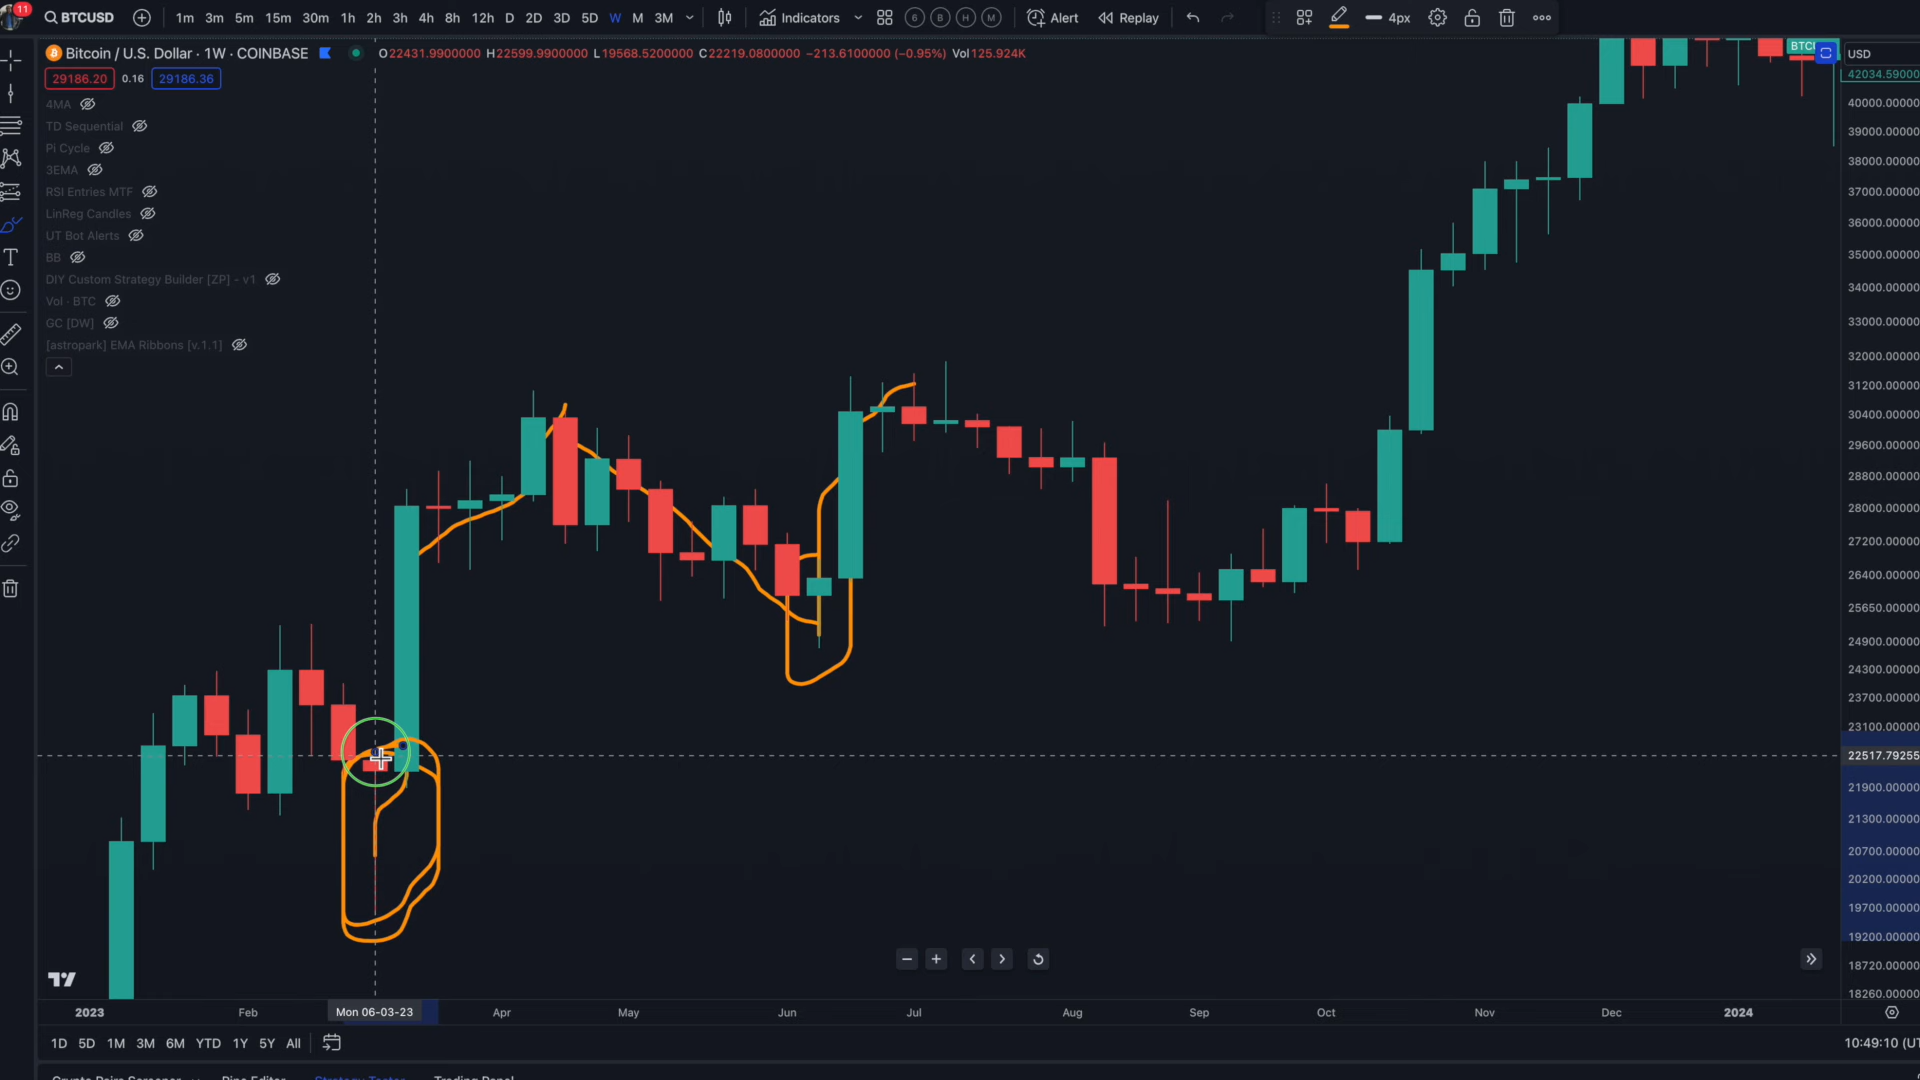 11
BTCUSD 1m 3m 5m 15m 30m 1h 2h 3h 4h 8h 12h D 2D 3D 5D W M 3M Indicators 6 B H M Alert Replay 4px
Bitcoin / U.S. Dollar · 1W · COINBASE O22431.9900000 H22599.9900000 L19568.5200000 C22219.0800000 −213.6100000 (−0.95%) Vol125.924K
29186.20 0.16 29186.36
4MA
TD Sequential
Pi Cycle
3EMA
RSI Entries MTF
LinReg Candles
UT Bot Alerts
BB
DIY Custom Strategy Builder [ZP] - v1
Vol · BTC
GC [DW]
[astropark] EMA Ribbons [v.1.1]
USD
42034.59000
40000.00000
39000.00000
38000.00000
37000.00000
36000.00000
35000.00000
34000.00000
33000.00000
32000.00000
31200.00000
30400.00000
29600.00000
28800.00000
28000.00000
27200.00000
26400.00000
25650.00000
24900.00000
24300.00000
23700.00000
23100.00000
22517.79255
21900.00000
21300.00000
20700.00000
20200.00000
19700.00000
19200.00000
18720.00000
18260.00000
2023 Feb Mon 06-03-23 Apr May Jun Jul Aug Sep Oct Nov Dec 2024
1D 5D 1M 3M 6M YTD 1Y 5Y All 10:49:10 (UT